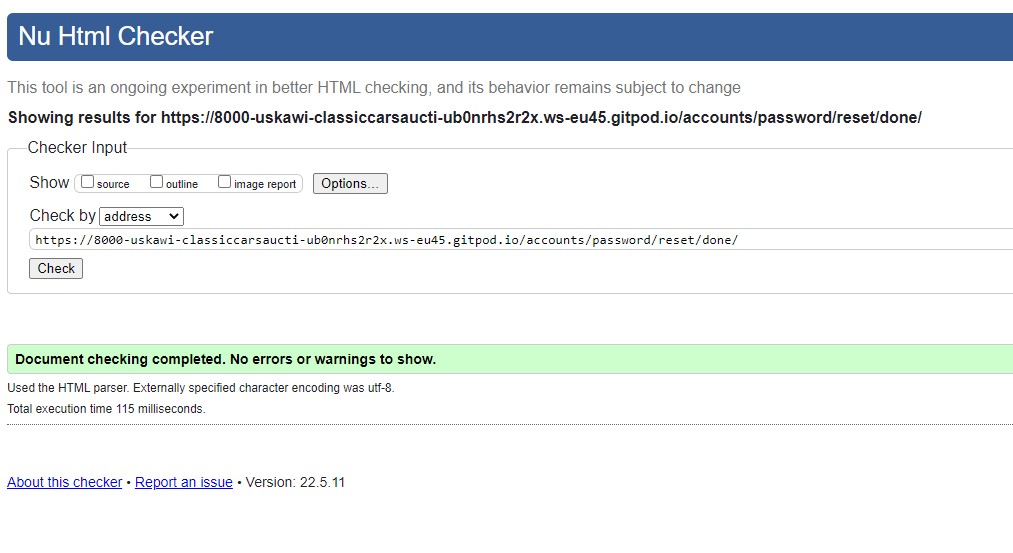 Nu Html Checker
This tool is an ongoing experiment in better HTML checking, and its behavior remains subject to change
Showing results for https://8000-uskawi-classiccarsaucti-ub0nrhs2r2x.ws-eu45.gitpod.io/accounts/password/reset/done/
Checker Input
Show source outline image report Options...
Check by address
https://8000-uskawi-classiccarsaucti-ub0nrhs2r2x.ws-eu45.gitpod.io/accounts/password/reset/done/
Check
Document checking completed. No errors or warnings to show.
Used the HTML parser. Externally specified character encoding was utf-8.
Total execution time 115 milliseconds.
About this checker • Report an issue • Version: 22.5.11